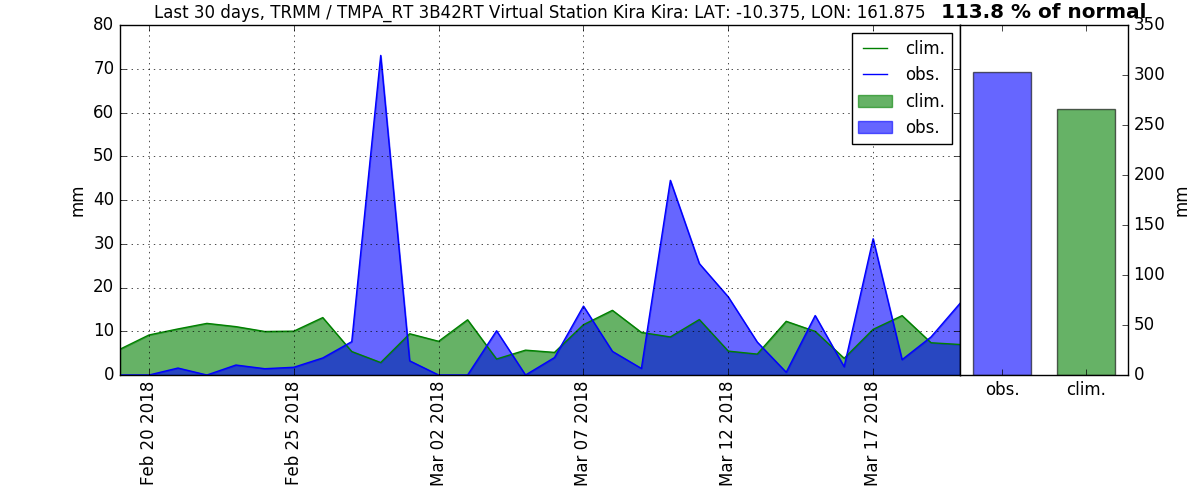 Last 30 days, TRMM / TMPA_RT 3B42RT Virtual Station Kira Kira: LAT: -10.375, LON: 161.875 113.8 % of normal
80
70
60
50
40
30
20
10
0
mm
clim.
obs.
clim.
obs.
350
300
250
200
150
100
50
0
mm
obs. clim.
Feb 20 2018
Feb 25 2018
Mar 02 2018
Mar 07 2018
Mar 12 2018
Mar 17 2018